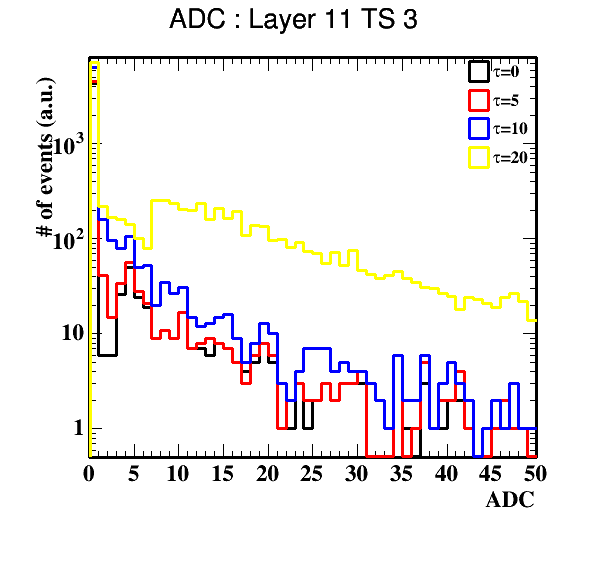 ADC : Layer 11 TS 3
# of events (a.u.)
τ=0
τ=5
τ=10
τ=20
10³
10²
10
1
0 5 10 15 20 25 30 35 40 45 50
ADC